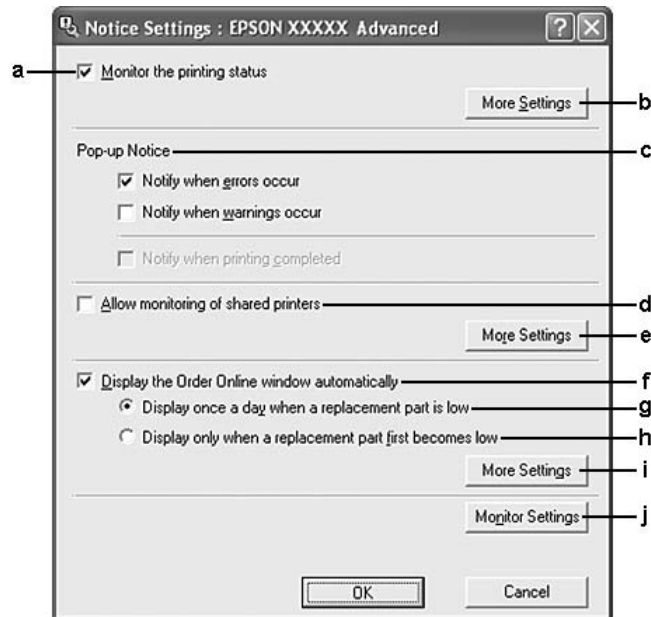 Notice Settings : EPSON XXXXX Advanced
a
Monitor the printing status
More Settings
b
Pop-up Notice
c
Notify when errors occur
Notify when warnings occur
Notify when printing completed
Allow monitoring of shared printers
d
More Settings
e
Display the Order Online window automatically
f
Display once a day when a replacement part is low
g
Display only when a replacement part first becomes low
h
More Settings
i
Monitor Settings
j
OK
Cancel